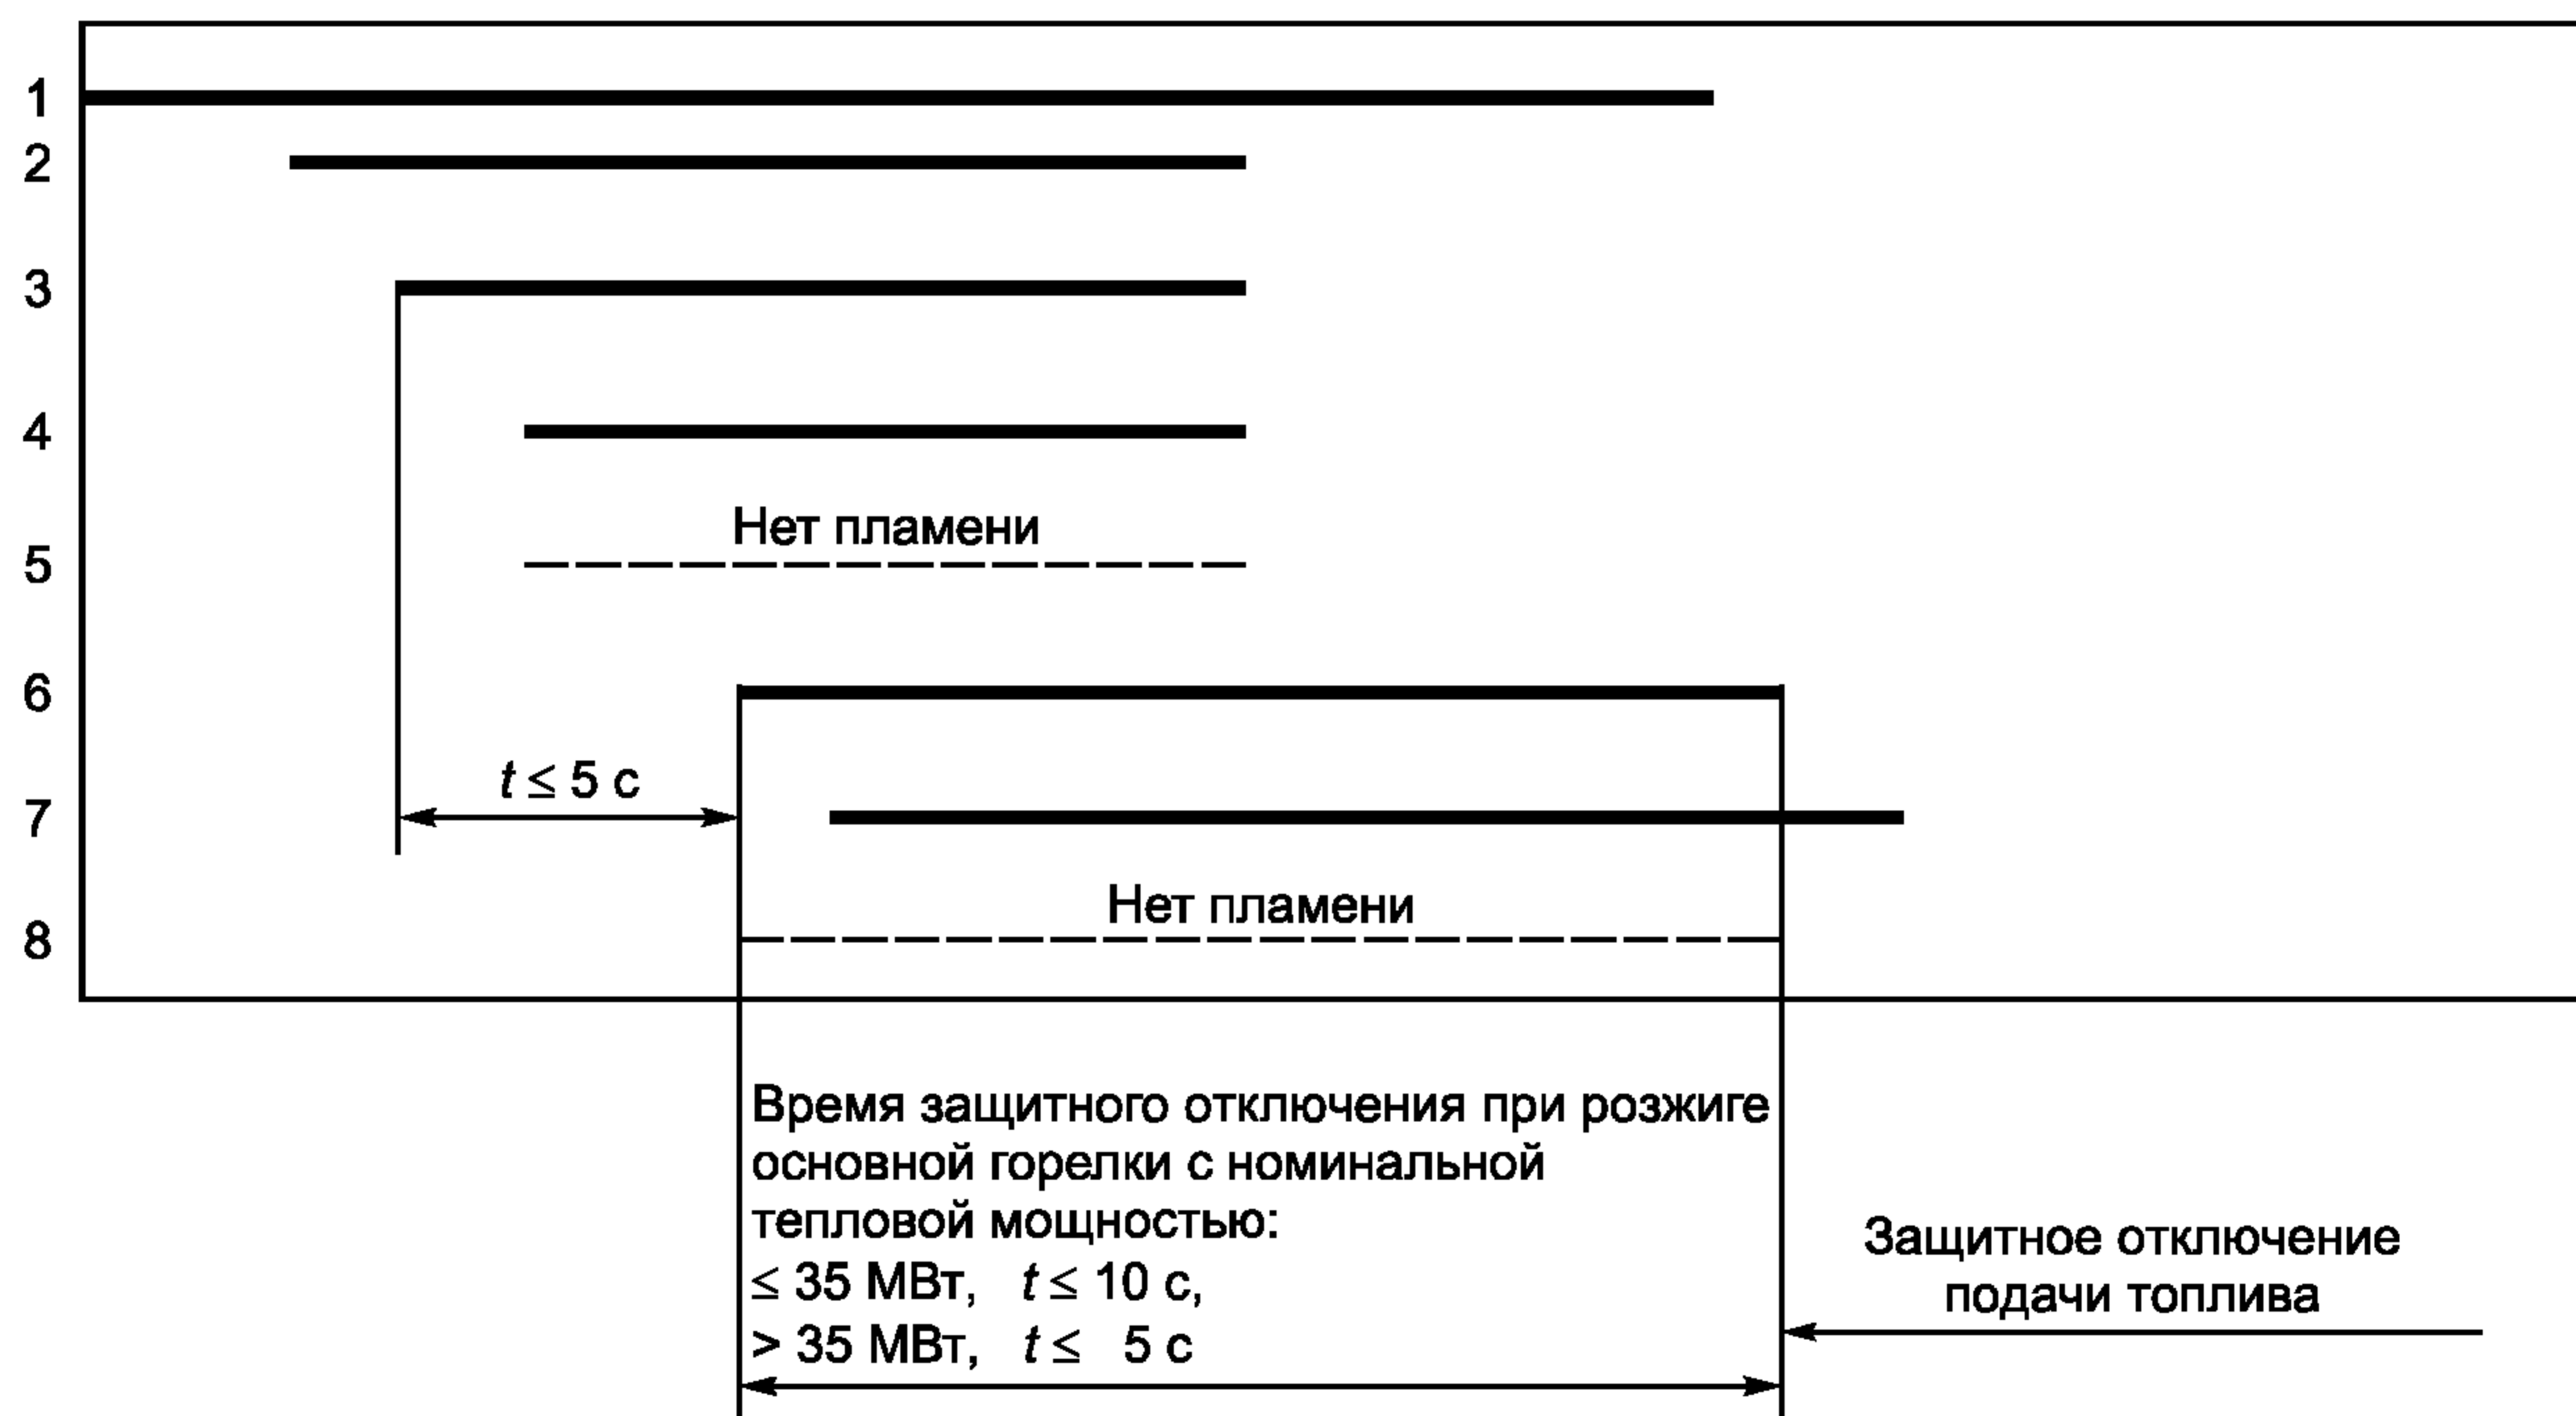 1
2
3
4
Нет пламени
5
6
t ≤ 5 с
7
Нет пламени
8
Время защитного отключения при розжиге
основной горелки с номинальной
тепловой мощностью:
≤ 35 МВт, t ≤ 10 с,
> 35 МВт, t ≤ 5 с
Защитное отключение
подачи топлива